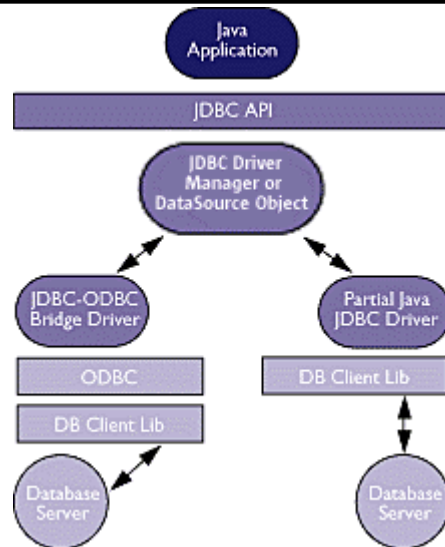 Java
Application
JDBC API
JDBC Driver
Manager or
DataSource Object
JDBC-ODBC
Bridge Driver
Partial Java
JDBC Driver
ODBC
DB Client Lib
DB Client Lib
Database
Server
Database
Server